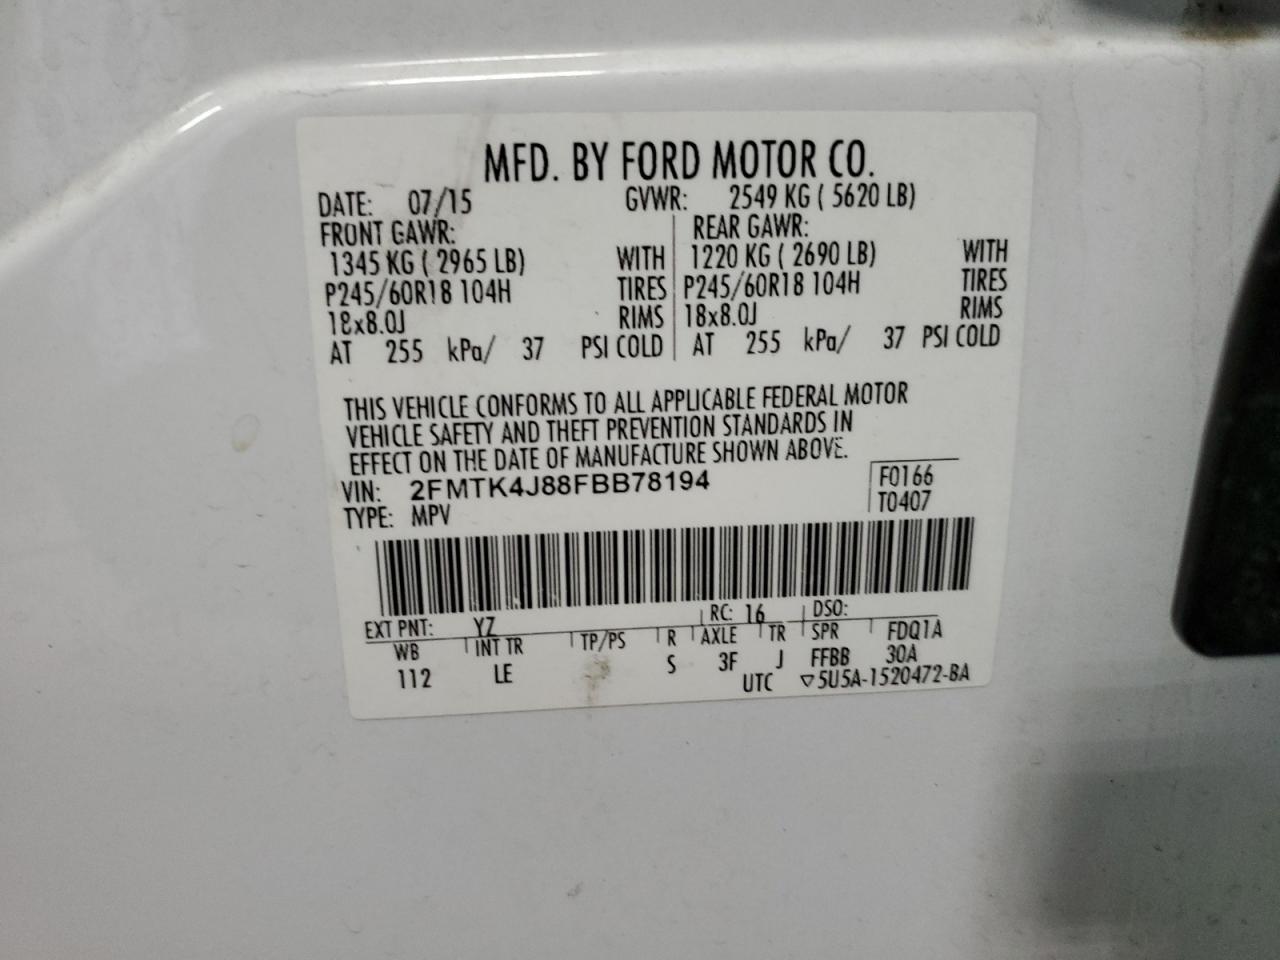 MFD. BY FORD MOTOR CO.
DATE: 07/15 GVWR: 2549 KG ( 5620 LB)
FRONT GAWR: REAR GAWR:
1345 KG ( 2965 LB) WITH 1220 KG ( 2690 LB) WITH
P245/60R18 104H TIRES P245/60R18 104H TIRES
18x8.0J RIMS 18x8.0J RIMS
AT 255 kPa/ 37 PSI COLD AT 255 kPa/ 37 PSI COLD
THIS VEHICLE CONFORMS TO ALL APPLICABLE FEDERAL MOTOR
VEHICLE SAFETY AND THEFT PREVENTION STANDARDS IN
EFFECT ON THE DATE OF MANUFACTURE SHOWN ABOVE.
VIN: 2FMTK4J88FBB78194 F0166
TYPE: MPV T0407
EXT PNT: YZ RC: 16 DSO:
WB INT TR TP/PS R AXLE TR SPR FDQ1A
112 LE S 3F J FFBB 30A
UTC ▽5U5A-1520472-BA